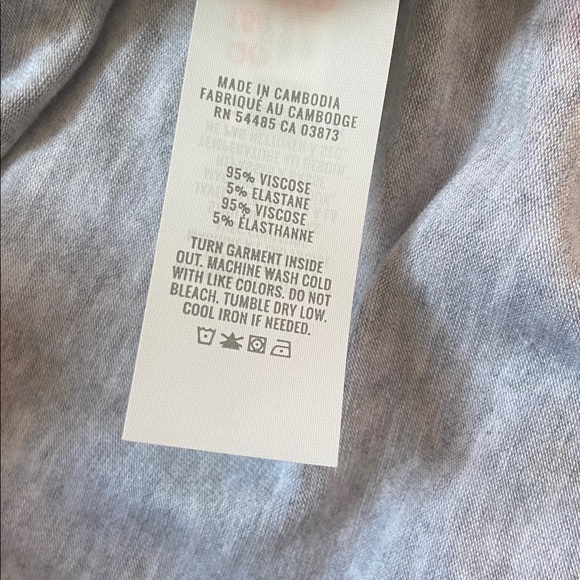 MADE IN CAMBODIA
FABRIQUÉ AU CAMBODGE
RN 54485 CA 03873
95% VISCOSE
5% ELASTANE
95% VISCOSE
5% ÉLASTHANNE
TURN GARMENT INSIDE
OUT. MACHINE WASH COLD
WITH LIKE COLORS. DO NOT
BLEACH. TUMBLE DRY LOW.
COOL IRON IF NEEDED.